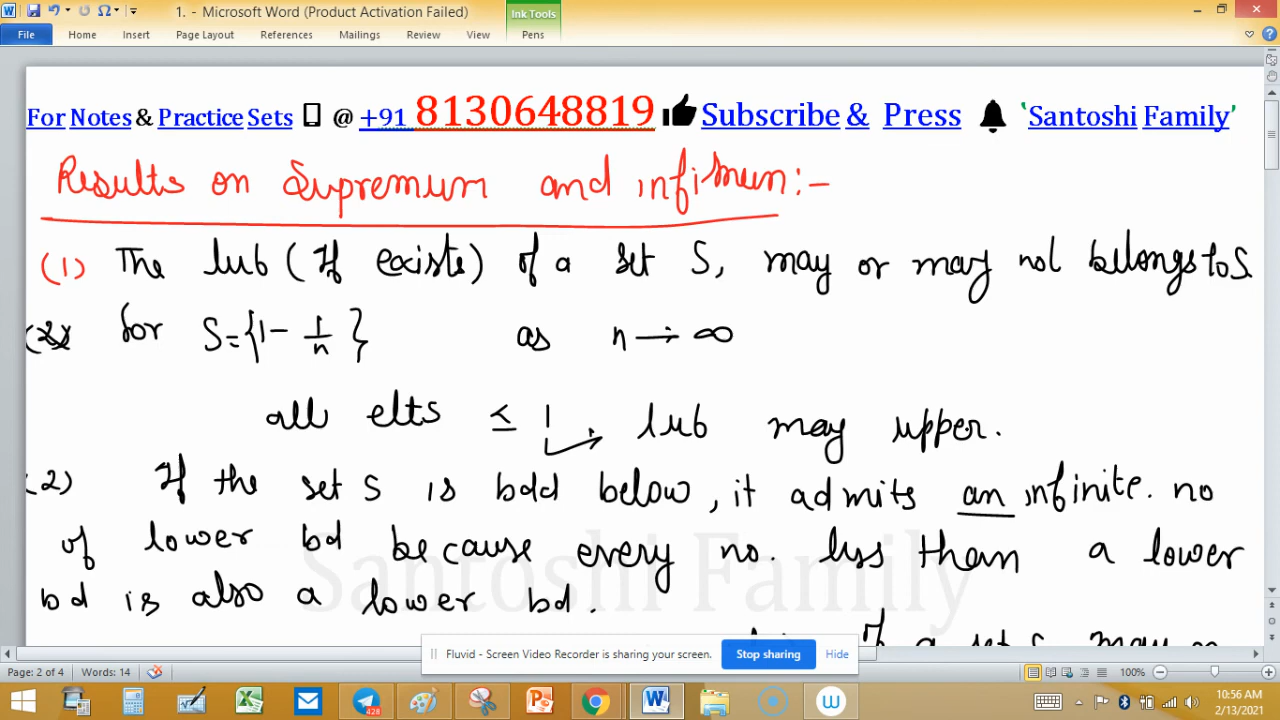 1. - Microsoft Word (Product Activation Failed)
Ink Tools
File Home Insert Page Layout References Mailings Review View Pens
For Notes & Practice Sets @ +91 8130648819 Subscribe & Press 'Santoshi Family'
Results on Supremum and infimum:-
(1) The lub (If exists) of a set S, may or may not belongs to S.
for S={1- 1/n} as n → ∞
all elts ≤ 1 → lub may upper.
(2) If the set S is bdd below, it admits an infinite. no
of lower bd because every no. less than a lower
bd is also a lower bd.
of a set S may
Santoshi Family
Fluvid - Screen Video Recorder is sharing your screen. Stop sharing Hide
Page: 2 of 4 Words: 14 100%
428
10:56 AM
2/13/2021